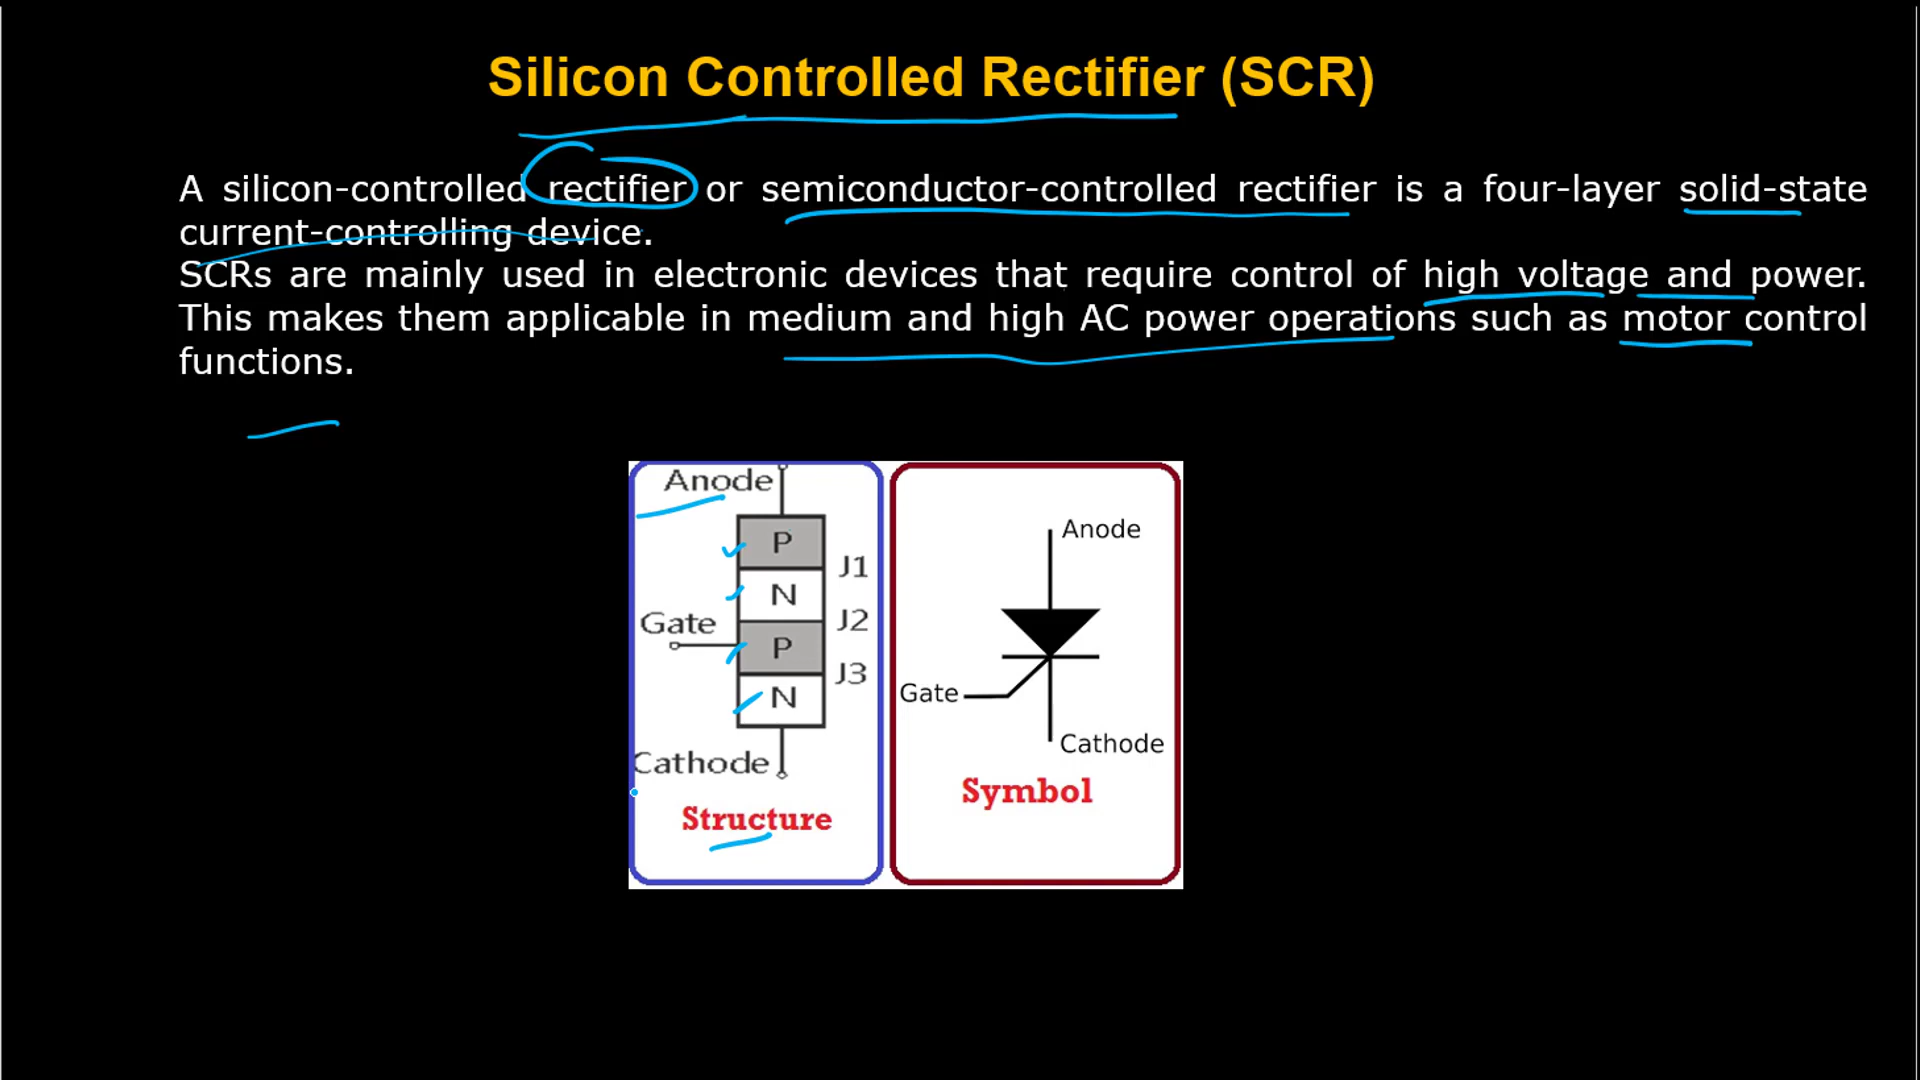 Silicon Controlled Rectifier (SCR)
A silicon-controlled rectifier or semiconductor-controlled rectifier is a four-layer solid-state
current-controlling device.
SCRs are mainly used in electronic devices that require control of high voltage and power.
This makes them applicable in medium and high AC power operations such as motor control
functions.
Anode
P
J1
N
J2
Gate
P
J3
N
Cathode
Structure
Anode
Gate
Cathode
Symbol